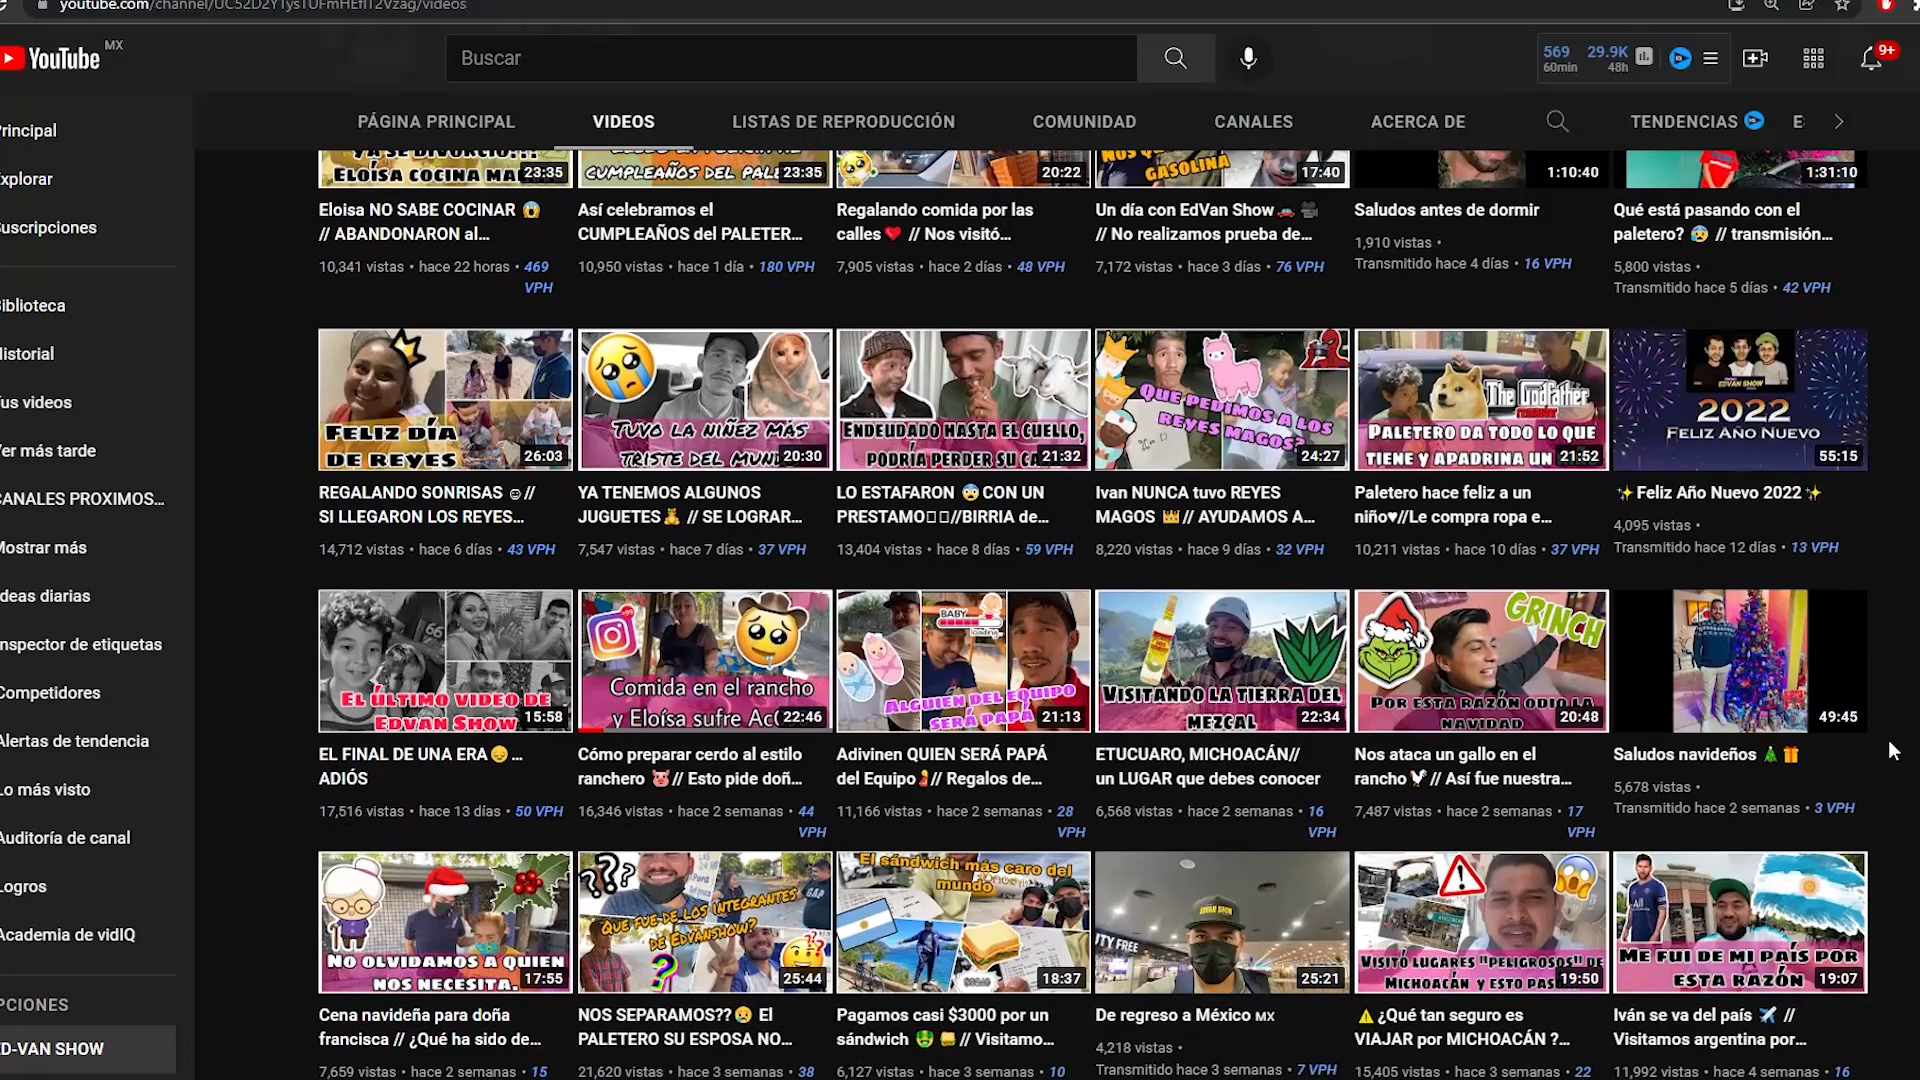 youtube.com/channel/UC52D2Y1ys1UFmHEfIT2Vzag/videos
YouTube MX
Buscar
569 60min 29.9K 48h
9+
PÁGINA PRINCIPAL VIDEOS LISTAS DE REPRODUCCIÓN COMUNIDAD CANALES ACERCA DE TENDENCIAS E
rincipal
xplorar
uscripciones
iblioteca
istorial
us videos
er más tarde
CANALES PROXIMOS...
Mostrar más
deas diarias
nspector de etiquetas
Competidores
Alertas de tendencia
Lo más visto
Auditoría de canal
Logros
Academia de vidIQ
PCIONES
ED-VAN SHOW
YA SE DIVORCIÓ!!!
ELOÍSA COCINA MA
23:35
Eloisa NO SABE COCINAR 😱
// ABANDONARON al...
10,341 vistas • hace 22 horas • 469
VPH
CUMPLEAÑOS DEL PALE
23:35
Así celebramos el
CUMPLEAÑOS del PALETER...
10,950 vistas • hace 1 día • 180 VPH
20:22
Regalando comida por las
calles❤️ // Nos visitó...
7,905 vistas • hace 2 días • 48 VPH
GASOLINA
17:40
Un día con EdVan Show🚗 🎥
// No realizamos prueba de...
7,172 vistas • hace 3 días • 76 VPH
1:10:40
Saludos antes de dormir
1,910 vistas •
Transmitido hace 4 días • 16 VPH
1:31:10
Qué está pasando con el
paletero? 😰 // transmisión...
5,800 vistas •
Transmitido hace 5 días • 42 VPH
FELIZ DÍA
DE REYES
26:03
REGALANDO SONRISAS ☺//
SI LLEGARON LOS REYES...
14,712 vistas • hace 6 días • 43 VPH
TUVO LA NIÑEZ MÁS
TRISTE DEL MUN
20:30
YA TENEMOS ALGUNOS
JUGUETES🧸 // SE LOGRAR...
7,547 vistas • hace 7 días • 37 VPH
ENDEUDADO HASTA EL CUELLO,
PODRÍA PERDER SU CA
21:32
LO ESTAFARON 😨CON UN
PRESTAMO▯▯//BIRRIA de...
13,404 vistas • hace 8 días • 59 VPH
QUE PEDIMOS A LOS
REYES MAGOS?
24:27
Ivan NUNCA tuvo REYES
MAGOS 👑// AYUDAMOS A...
8,220 vistas • hace 9 días • 32 VPH
The Godfather
PALETERO DA TODO LO QUE
TIENE Y APADRINA UN
21:52
Paletero hace feliz a un
niño♥//Le compra ropa e...
10,211 vistas • hace 10 días • 37 VPH
EDVAN SHOW
2022
FELIZ AÑO NUEVO
55:15
✨Feliz Año Nuevo 2022✨
4,095 vistas •
Transmitido hace 12 días • 13 VPH
EL ÚLTIMO VIDEO DE
EDVAN SHOW
15:58
EL FINAL DE UNA ERA😔...
ADIÓS
17,516 vistas • hace 13 días • 50 VPH
+99
Comida en el rancho
y Eloísa sufre Ac
22:46
Cómo preparar cerdo al estilo
ranchero 🐷// Esto pide doñ...
16,346 vistas • hace 2 semanas • 44
VPH
BABY
loading
ALGUIEN DEL EQUIPO
SERÁ PAPÁ
21:13
Adivinen QUIEN SERÁ PAPÁ
del Equipo🤰// Regalos de...
11,166 vistas • hace 2 semanas • 28
VPH
VISITANDO LA TIERRA DEL
MEZCAL
22:34
ETUCUARO, MICHOACÁN//
un LUGAR que debes conocer
6,568 vistas • hace 2 semanas • 16
VPH
GRINCH
POR ESTA RAZÓN ODIO LA
NAVIDAD
20:48
Nos ataca un gallo en el
rancho🐓// Así fue nuestra...
7,487 vistas • hace 2 semanas • 17
VPH
49:45
Saludos navideños 🎄🎁
5,678 vistas •
Transmitido hace 2 semanas • 3 VPH
NO OLVIDAMOS A QUIEN
NOS NECESITA.
17:55
Cena navideña para doña
francisca // ¿Qué ha sido de...
7,659 vistas • hace 2 semanas • 15
???
QUE FUE DE LOS INTEGRANTES
DE EDVANSHOW?
25:44
NOS SEPARAMOS??😢 El
PALETERO SU ESPOSA NO...
21,620 vistas • hace 3 semanas • 38
El sándwich más caro del
mundo
18:37
Pagamos casi $3000 por un
sándwich 🤑🥪// Visitamo...
6,127 vistas • hace 3 semanas • 10
UTY FREE
EDVAN SHOW
25:21
De regreso a México MX
4,218 vistas •
Transmitido hace 3 semanas • 7 VPH
VISITÓ LUGARES "PELIGROSOS" DE
MICHOACÁN Y ESTO PAS
19:50
⚠️¿Qué tan seguro es
VIAJAR por MICHOACÁN ?...
15,405 vistas • hace 3 semanas • 22
ME FUI DE MI PAÍS POR
ESTA RAZÓN
19:07
Iván se va del país ✈️ //
Visitamos argentina por...
11,992 vistas • hace 4 semanas • 16